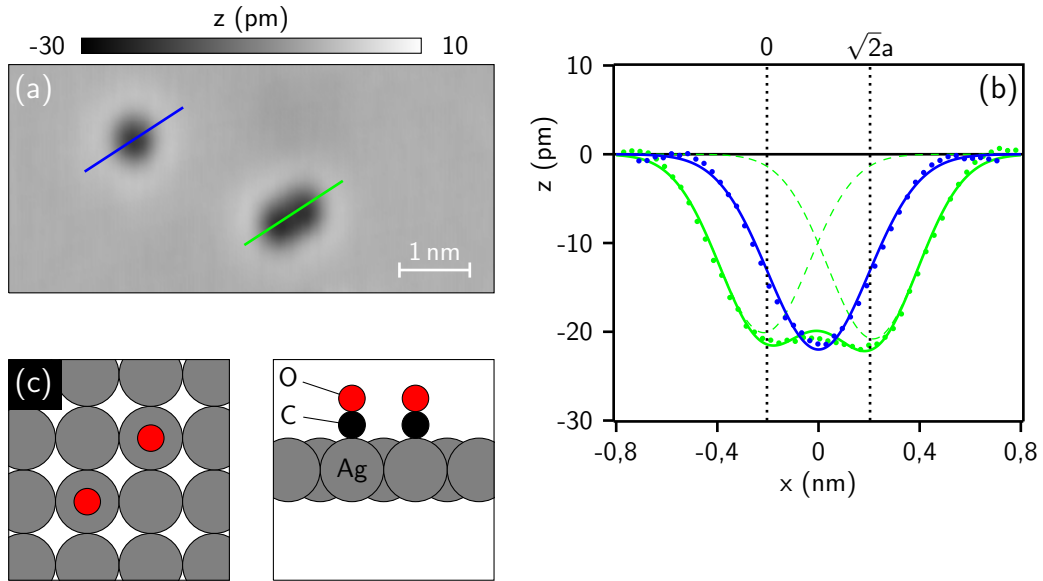 z (pm)
-30
10
(a)
1 nm
0
√2a
(b)
10
0
-10
-20
-30
z (pm)
-0,8
-0,4
0
0,4
0,8
x (nm)
(c)
O
C
Ag